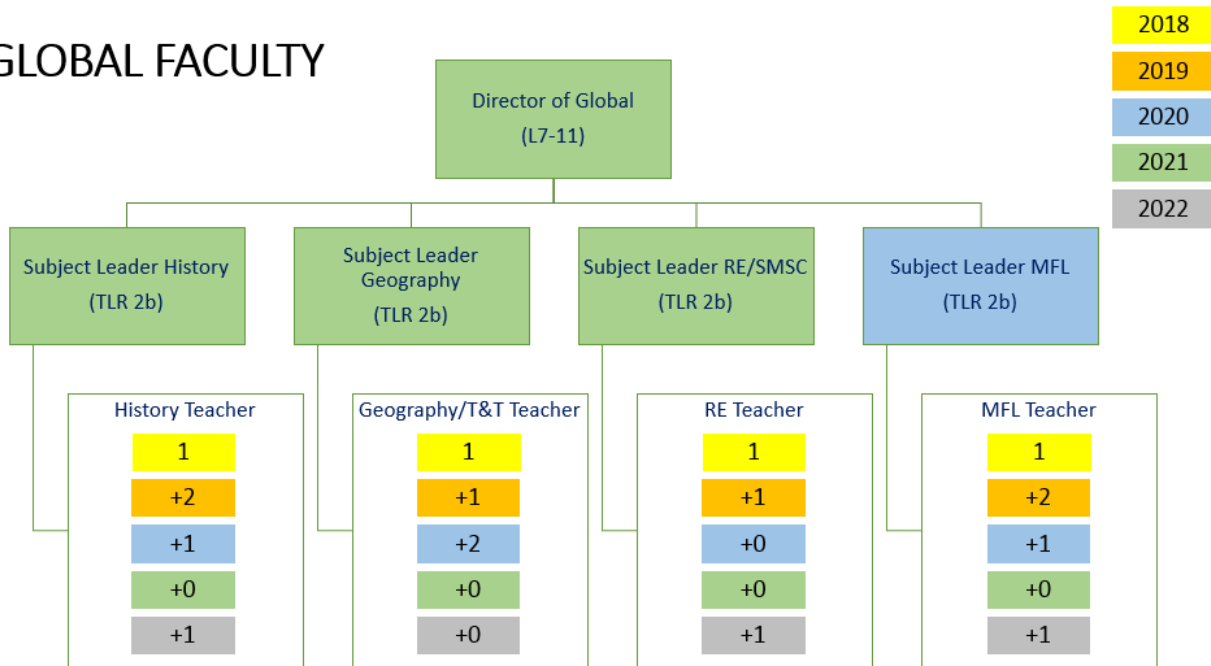 GLOBAL FACULTY
2018
2019
2020
2021
2022
Director of Global
(L7-11)
Subject Leader History
(TLR 2b)
Subject Leader
Geography
(TLR 2b)
Subject Leader RE/SMSC
(TLR 2b)
Subject Leader MFL
(TLR 2b)
History Teacher
1
+2
+1
+0
+1
Geography/T&T Teacher
1
+1
+2
+0
+0
RE Teacher
1
+1
+0
+0
+1
MFL Teacher
1
+2
+1
+0
+1